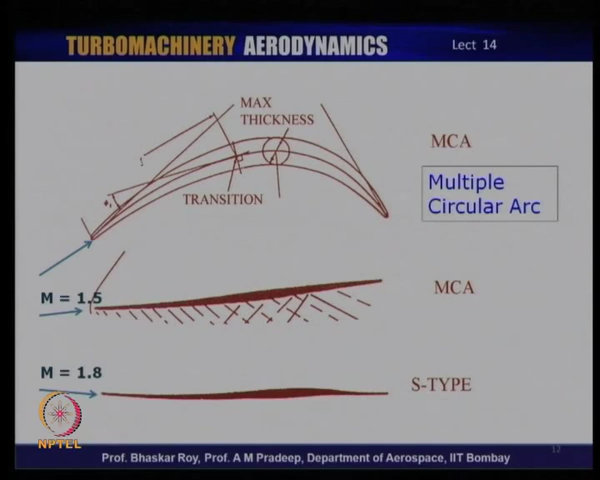 TURBOMACHINERY AERODYNAMICS
Lect 14
MAX
THICKNESS
MCA
Multiple
Circular Arc
TRANSITION
M = 1.5
MCA
M = 1.8
S-TYPE
NPTEL
12
Prof. Bhaskar Roy, Prof. A M Pradeep, Department of Aerospace, IIT Bombay